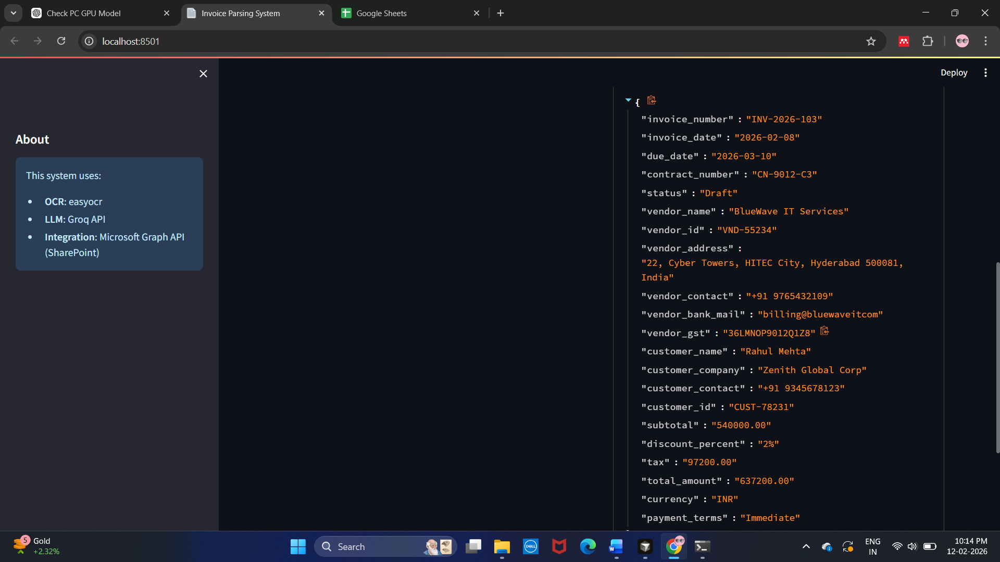 Check PC GPU Model
Invoice Parsing System
Google Sheets
localhost:8501
Deploy
About
This system uses:
OCR: easyocr
LLM: Groq API
Integration: Microsoft Graph API
(SharePoint)
{
"invoice_number" : "INV-2026-103"
"invoice_date" : "2026-02-08"
"due_date" : "2026-03-10"
"contract_number" : "CN-9012-C3"
"status" : "Draft"
"vendor_name" : "BlueWave IT Services"
"vendor_id" : "VND-55234"
"vendor_address" :
"22, Cyber Towers, HITEC City, Hyderabad 500081,
India"
"vendor_contact" : "+91 9765432109"
"vendor_bank_mail" : "billing@bluewaveitcom"
"vendor_gst" : "36LMNOP9012Q1Z8"
"customer_name" : "Rahul Mehta"
"customer_company" : "Zenith Global Corp"
"customer_contact" : "+91 9345678123"
"customer_id" : "CUST-78231"
"subtotal" : "540000.00"
"discount_percent" : "2%"
"tax" : "97200.00"
"total_amount" : "637200.00"
"currency" : "INR"
"payment_terms" : "Immediate"
5
Gold
+2.32%
Search
DELL
W
ENG
IN
10:14 PM
12-02-2026